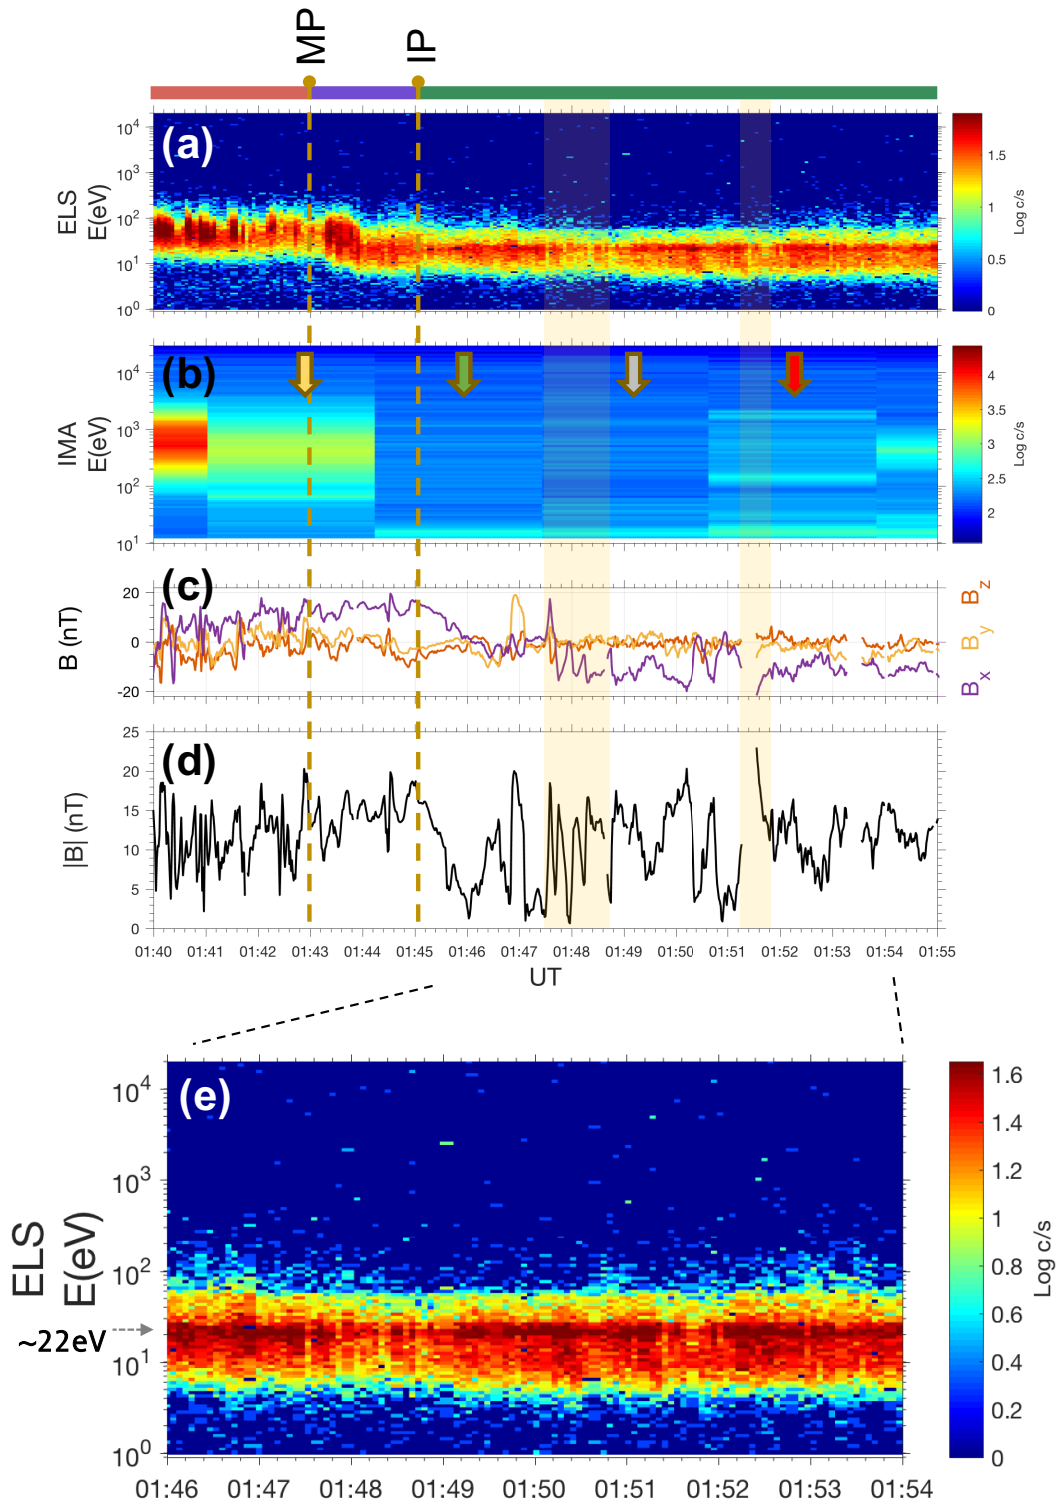 MP
IP
(a)
ELS
E(eV)
10^4
10^3
10^2
10^1
10^0
1.5
1
0.5
0
Log c/s
(b)
IMA
E(eV)
10^4
10^3
10^2
10^1
4
3.5
3
2.5
2
Log c/s
(c)
B (nT)
20
0
-20
B_z
B_y
B_x
(d)
|B| (nT)
25
20
15
10
5
0
01:40 01:41 01:42 01:43 01:44 01:45 01:46 01:47 01:48 01:49 01:50 01:51 01:52 01:53 01:54 01:55
UT
(e)
ELS
E(eV)
10^4
10^3
10^2
~22eV
10^1
10^0
1.6
1.4
1.2
1
0.8
0.6
0.4
0.2
0
Log c/s
01:46 01:47 01:48 01:49 01:50 01:51 01:52 01:53 01:54